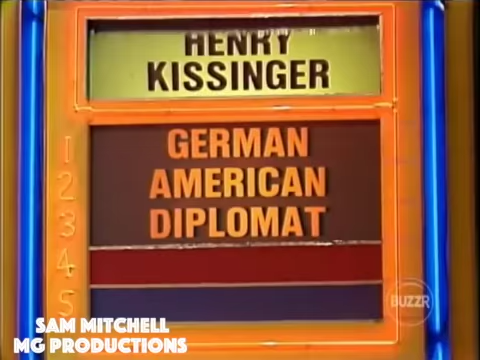 HENRY
KISSINGER
1
2
3
4
5
GERMAN
AMERICAN
DIPLOMAT
BUZZR
SAM MITCHELL
MG PRODUCTIONS